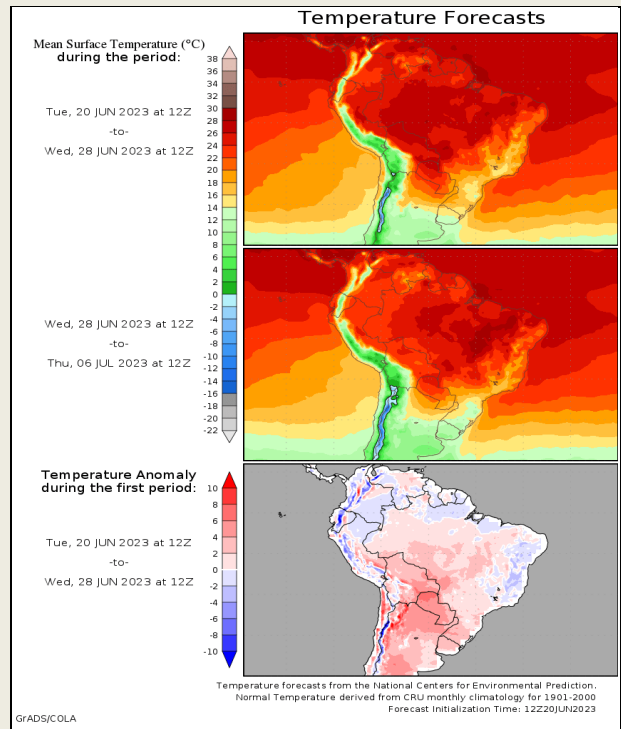 Temperature Forecasts
Mean Surface Temperature (°C)
during the period:
Tue, 20 JUN 2023 at 12Z
-to-
Wed, 28 JUN 2023 at 12Z
38
36
34
32
30
28
26
24
22
20
18
16
14
12
10
8
6
4
2
0
-2
-4
-6
-8
-10
-12
-14
-16
-18
-20
-22
Wed, 28 JUN 2023 at 12Z
-to-
Thu, 06 JUL 2023 at 12Z
Temperature Anomaly
during the first period:
Tue, 20 JUN 2023 at 12Z
-to-
Wed, 28 JUN 2023 at 12Z
10
8
6
4
2
0
-2
-4
-6
-8
-10
Temperature forecasts from the National Centers for Environmental Prediction.
Normal Temperature derived from CRU monthly climatology for 1901-2000
Forecast Initialization Time: 12Z20JUN2023
GrADS/COLA